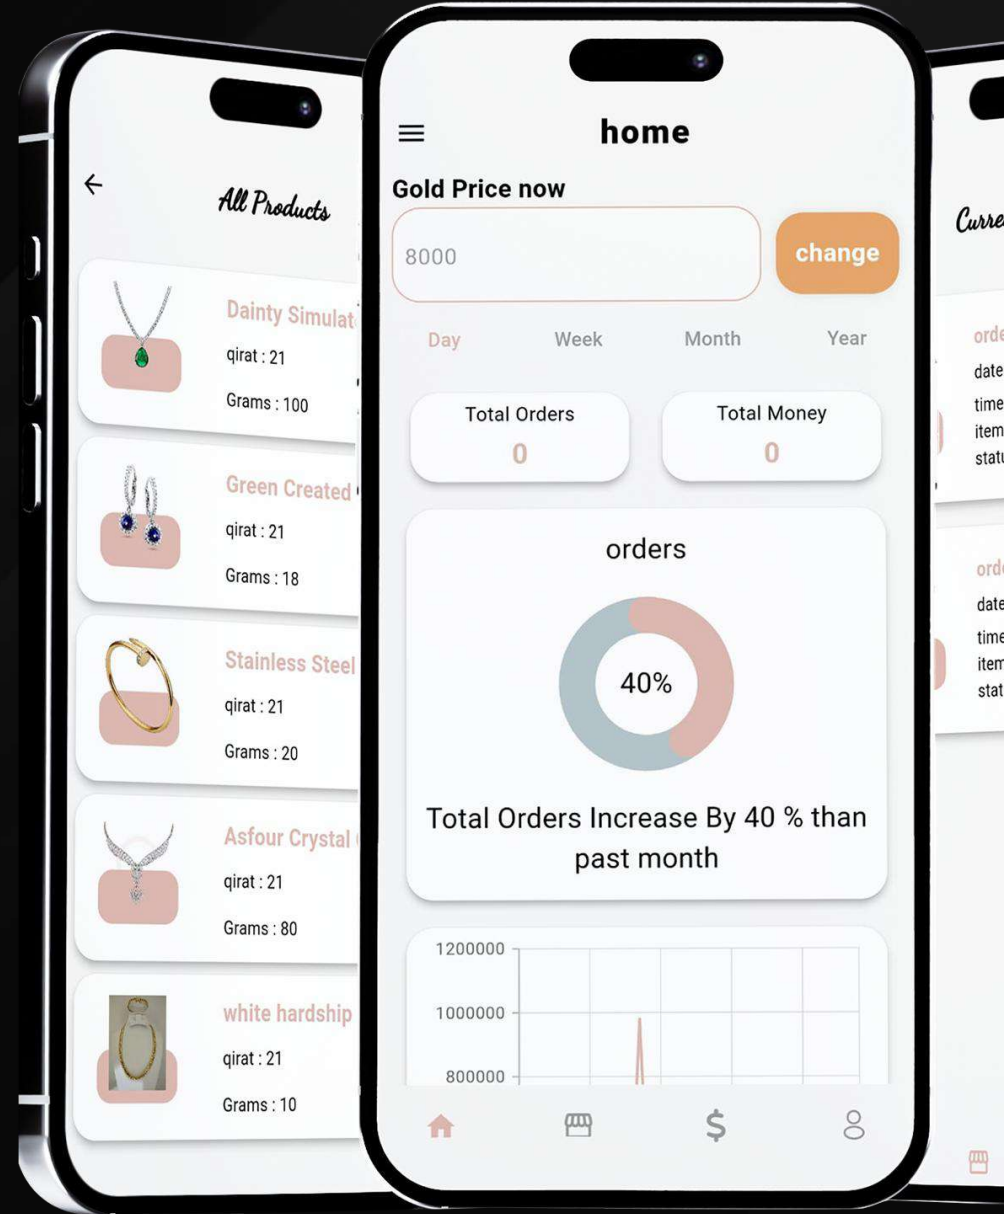 All Products
Dainty Simulat
qirat : 21
Grams : 100
Green Created
qirat : 21
Grams : 18
Stainless Steel
qirat : 21
Grams : 20
Asfour Crystal
qirat : 21
Grams : 80
white hardship
qirat : 21
Grams : 10
home
Gold Price now
8000
change
Day Week Month Year
Total Orders
0
Total Money
0
orders
40%
Total Orders Increase By 40 % than
past month
1200000
1000000
800000
Curre
orde
date
time
item
statu
orde
date
time
item
stat